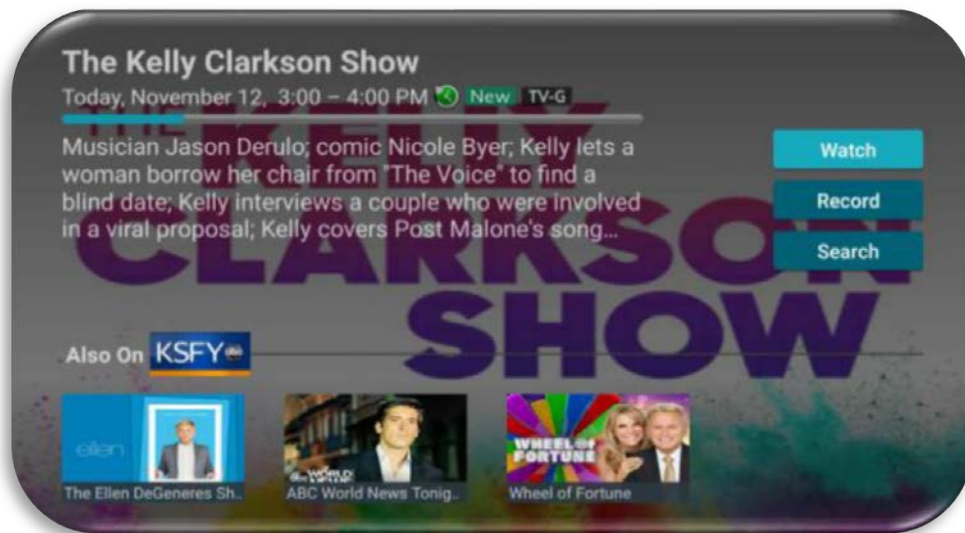 The Kelly Clarkson Show
Today, November 12, 3:00 – 4:00 PM New TV-G
Musician Jason Derulo; comic Nicole Byer; Kelly lets a
woman borrow her chair from "The Voice" to find a
blind date; Kelly interviews a couple who were involved
in a viral proposal; Kelly covers Post Malone's song...
Watch
Record
Search
THE
KELLY
CLARKSON
SHOW
Also On KSFY abc
ellen
WORLD
WHEEL OF
FORTUNE
The Ellen DeGeneres Sh..
ABC World News Tonig..
Wheel of Fortune